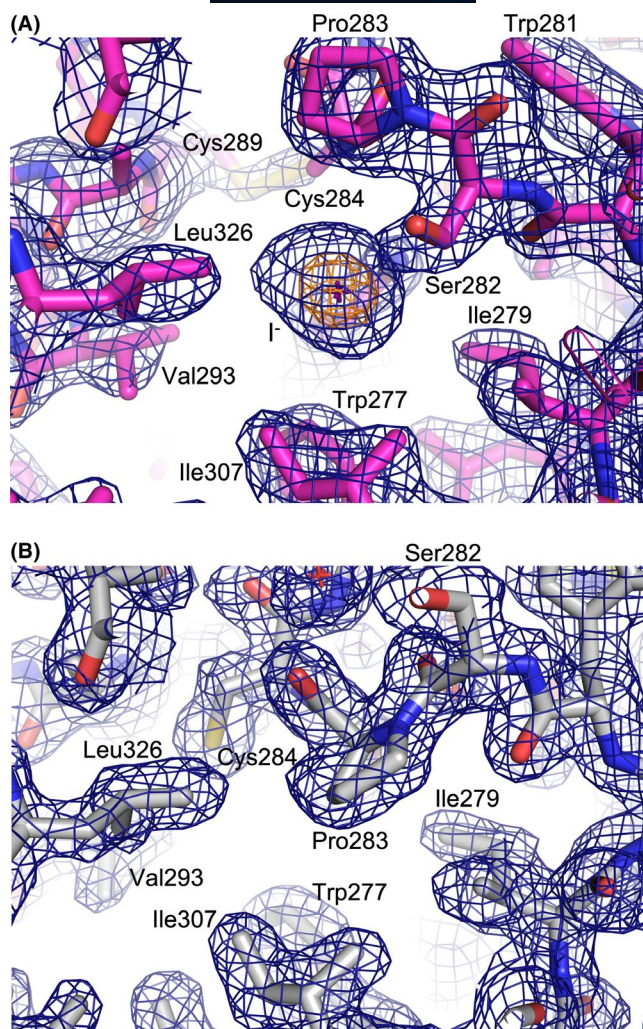 (A)
Pro283
Trp281
Cys289
Cys284
Leu326
Ser282
I-
Ile279
Val293
Trp277
Ile307
(B)
Ser282
Leu326
Cys284
Ile279
Pro283
Val293
Trp277
Ile307